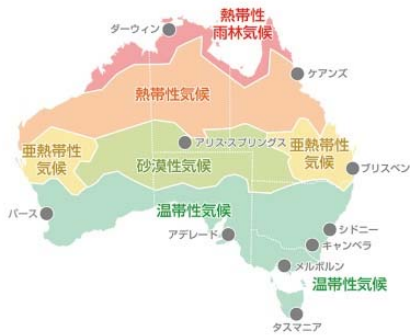 熱帯性
雨林気候
ダーウィン
ケアンズ
熱帯性気候
アリス・スプリングス
亜熱帯性
気候
亜熱帯性
気候
砂漠性気候
ブリスベン
パース
温帯性気候
アデレード
シドニー
キャンベラ
メルボルン
温帯性気候
タスマニア